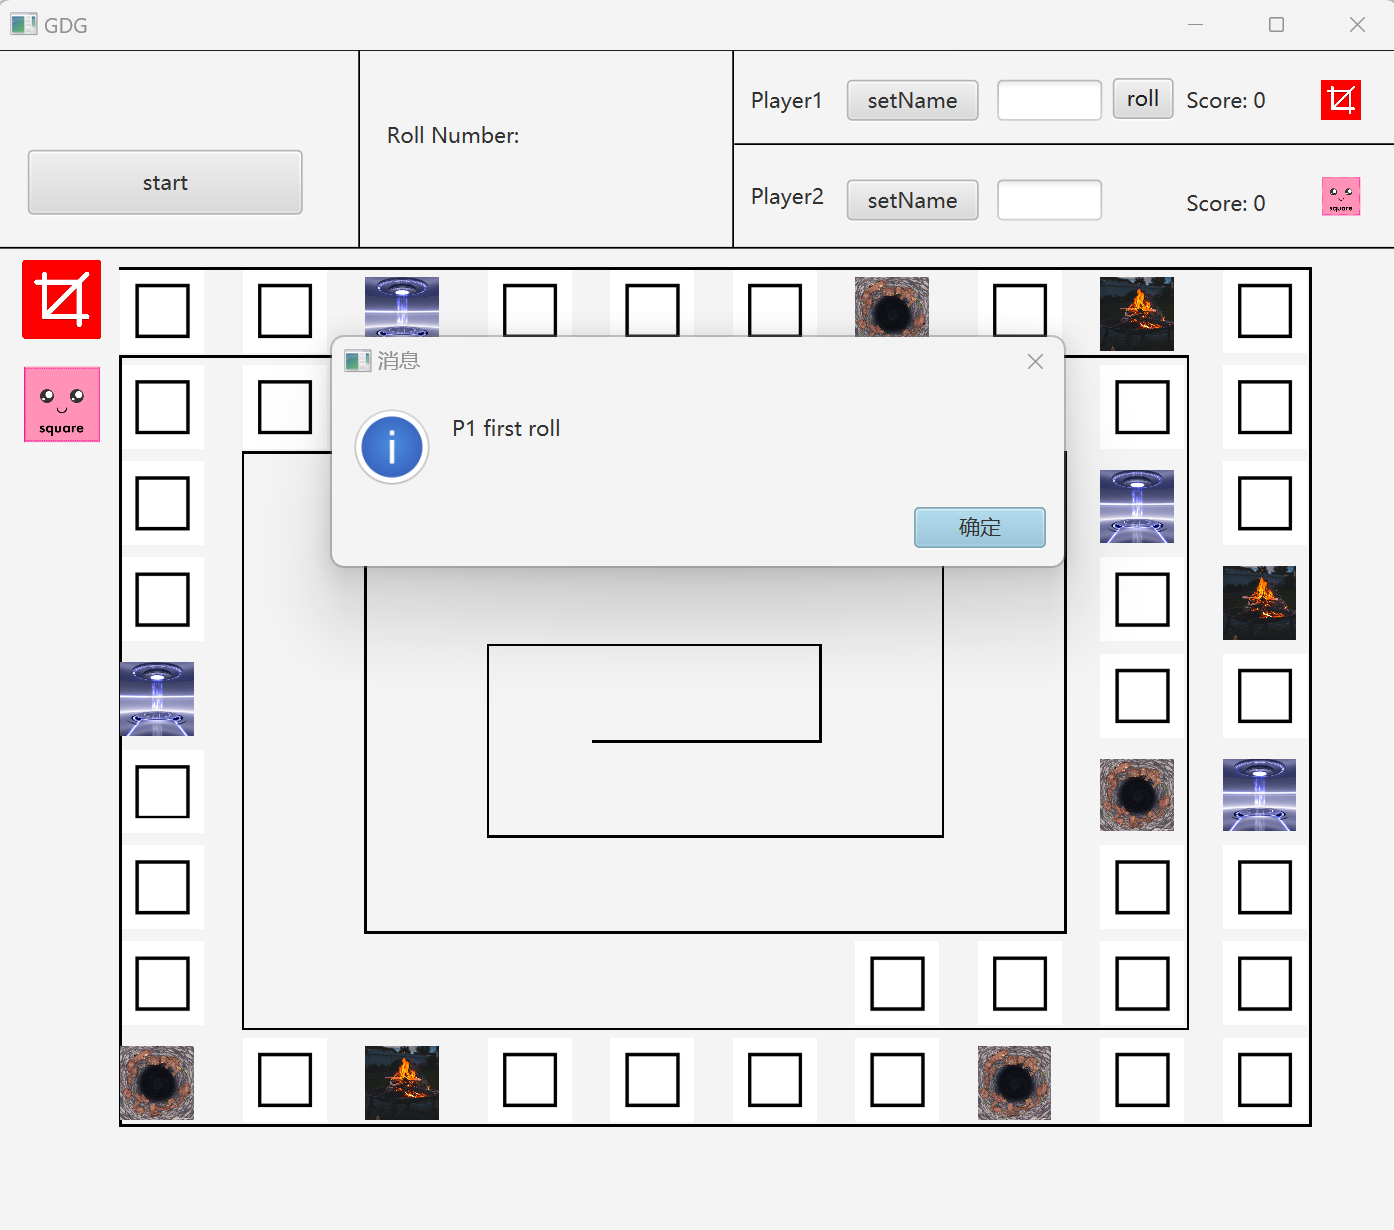 GDG
start
Roll Number:
Player1
setName
roll
Score: 0
Player2
setName
Score: 0
square
square
消息
P1 first roll
确定